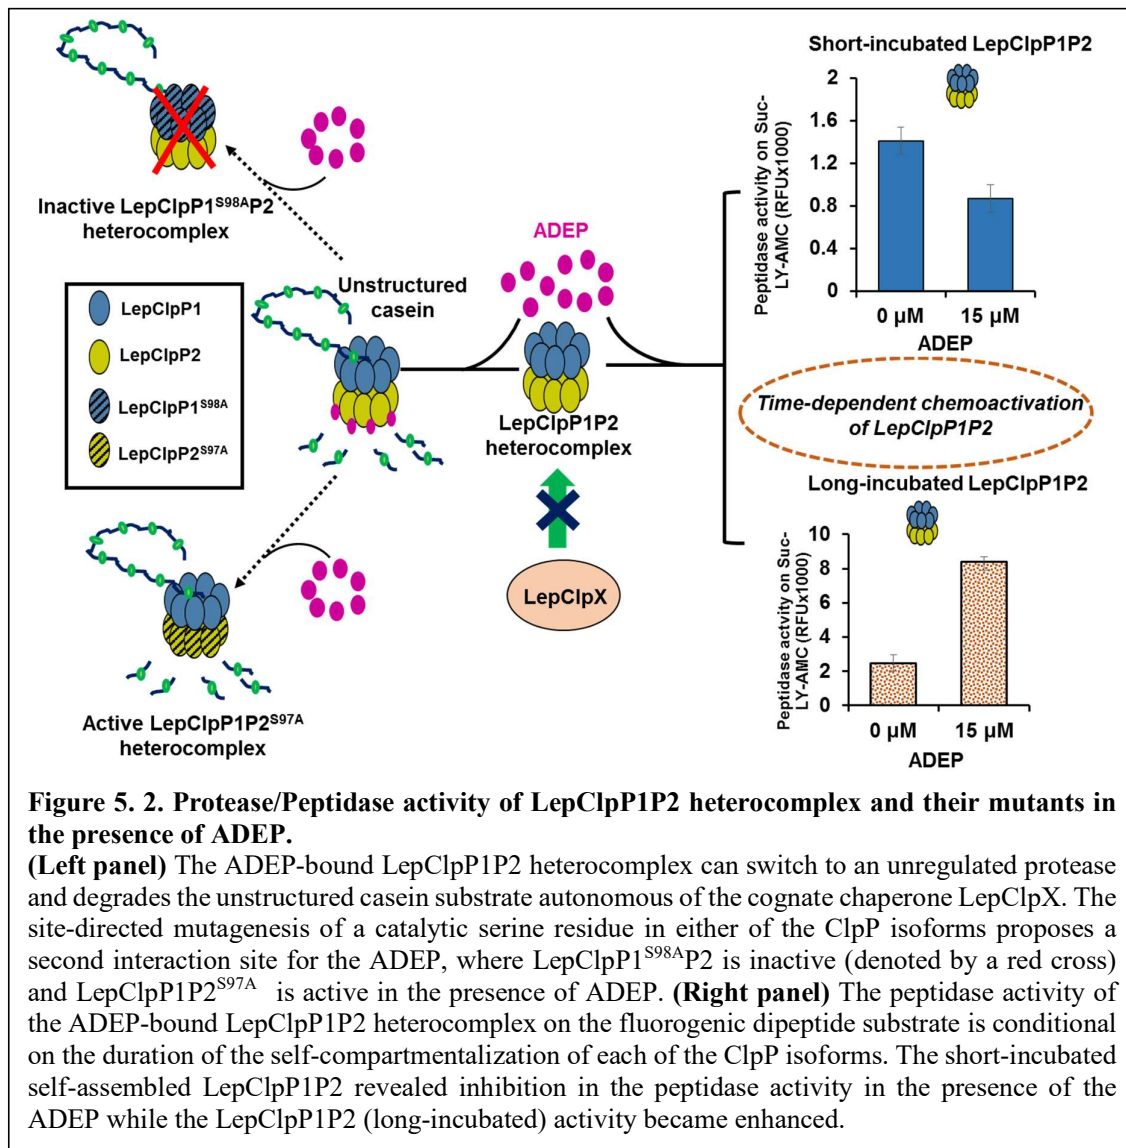 Inactive LepClpP1S98AP2
heterocomplex
LepClpP1
LepClpP2
LepClpP1S98A
LepClpP2S97A
Unstructured
casein
ADEP
LepClpP1P2
heterocomplex
LepClpX
Active LepClpP1P2S97A
heterocomplex
Short-incubated LepClpP1P2
Peptidase activity on Suc-
LY-AMC (RFUx1000)
2
1.6
1.2
0.8
0.4
0
0 µM 15 µM
ADEP
Time-dependent chemoactivation
of LepClpP1P2
Long-incubated LepClpP1P2
Peptidase activity on Suc-
LY-AMC (RFUx1000)
10
8
6
4
2
0
0 µM 15 µM
ADEP
Figure 5. 2. Protease/Peptidase activity of LepClpP1P2 heterocomplex and their mutants in
the presence of ADEP.
(Left panel) The ADEP-bound LepClpP1P2 heterocomplex can switch to an unregulated protease
and degrades the unstructured casein substrate autonomous of the cognate chaperone LepClpX. The
site-directed mutagenesis of a catalytic serine residue in either of the ClpP isoforms proposes a
second interaction site for the ADEP, where LepClpP1S98AP2 is inactive (denoted by a red cross)
and LepClpP1P2S97A is active in the presence of ADEP. (Right panel) The peptidase activity of
the ADEP-bound LepClpP1P2 heterocomplex on the fluorogenic dipeptide substrate is conditional
on the duration of the self-compartmentalization of each of the ClpP isoforms. The short-incubated
self-assembled LepClpP1P2 revealed inhibition in the peptidase activity in the presence of the
ADEP while the LepClpP1P2 (long-incubated) activity became enhanced.